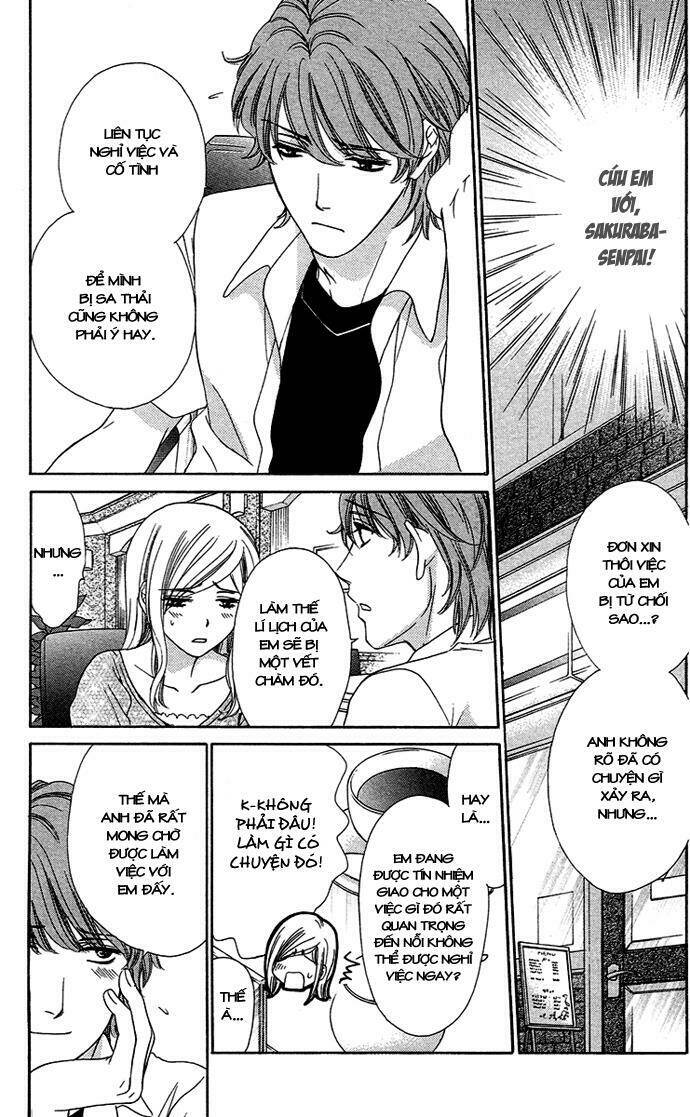 CỨU EM
VỚI,
SAKURABA-
SENPAI!
ĐƠN XIN
THÔI VIỆC
CỦA EM
BỊ TỪ CHỐI
SAO...?
ANH KHÔNG
RÕ ĐÃ CÓ
CHUYỆN GÌ
XẢY RA,
NHƯNG...
LIÊN TỤC
NGHỈ VIỆC VÀ
CỐ TÌNH
ĐỂ MÌNH
BỊ SA THẢI
CŨNG KHÔNG
PHẢI Ý HAY.
LÀM THẾ
LÍ LỊCH CỦA
EM SẼ BỊ
MỘT VẾT
CHÀM ĐÓ.
NHƯNG
...
HAY
LÀ...
EM ĐANG
ĐƯỢC TÍN NHIỆM
GIAO CHO MỘT
VIỆC GÌ ĐÓ RẤT
QUAN TRỌNG
ĐẾN NỖI KHÔNG
THỂ ĐƯỢC NGHỈ
VIỆC NGAY?
K-KHÔNG
PHẢI ĐÂU!
LÀM GÌ CÓ
CHUYỆN ĐÓ!
THẾ
À...
THẾ MÀ
ANH ĐÃ RẤT
MONG CHỜ
ĐƯỢC LÀM
VIỆC VỚI
EM ĐẤY.